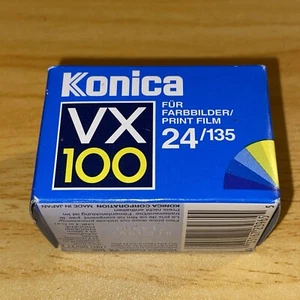 Konica
VX
100
FÜR
FARBBILDER/
PRINT FILM
24/135
KONICA CORPORATION MADE IN JAPAN